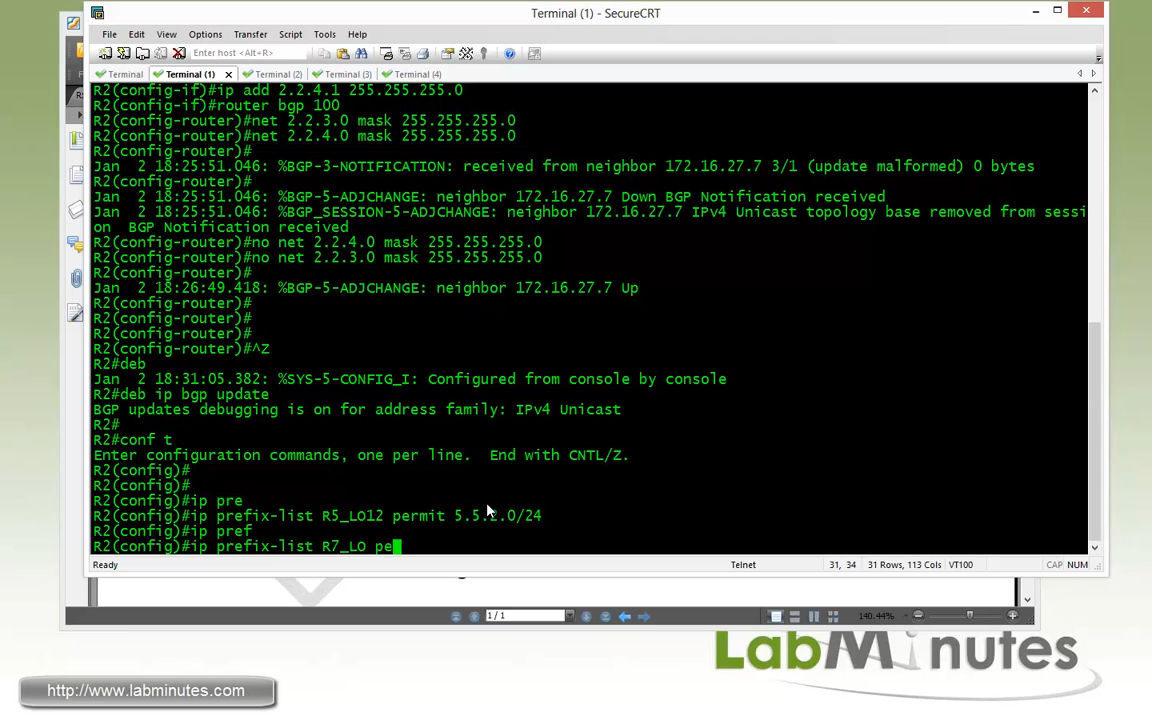 Terminal (1) - SecureCRT
File Edit View Options Transfer Script Tools Help
Enter host <Alt+R>
Terminal Terminal (1) Terminal (2) Terminal (3) Terminal (4)
R2(config-if)#ip add 2.2.4.1 255.255.255.0
R2(config-if)#router bgp 100
R2(config-router)#net 2.2.3.0 mask 255.255.255.0
R2(config-router)#net 2.2.4.0 mask 255.255.255.0
R2(config-router)#
Jan  2 18:25:51.046: %BGP-3-NOTIFICATION: received from neighbor 172.16.27.7 3/1 (update malformed) 0 bytes
R2(config-router)#
Jan  2 18:25:51.046: %BGP-5-ADJCHANGE: neighbor 172.16.27.7 Down BGP Notification received
Jan  2 18:25:51.046: %BGP_SESSION-5-ADJCHANGE: neighbor 172.16.27.7 IPv4 Unicast topology base removed from sessi
on  BGP Notification received
R2(config-router)#no net 2.2.4.0 mask 255.255.255.0
R2(config-router)#no net 2.2.3.0 mask 255.255.255.0
R2(config-router)#
Jan  2 18:26:49.418: %BGP-5-ADJCHANGE: neighbor 172.16.27.7 Up
R2(config-router)#
R2(config-router)#
R2(config-router)#
R2(config-router)#^Z
R2#deb
Jan  2 18:31:05.382: %SYS-5-CONFIG_I: Configured from console by console
R2#deb ip bgp update
BGP updates debugging is on for address family: IPv4 Unicast
R2#
R2#conf t
Enter configuration commands, one per line.  End with CNTL/Z.
R2(config)#
R2(config)#
R2(config)#ip pre
R2(config)#ip prefix-list R5_LO12 permit 5.5.2.0/24
R2(config)#ip pref
R2(config)#ip prefix-list R7_LO pe
Ready Telnet 31, 34 31 Rows, 113 Cols VT100 CAP NUM
1 / 1 140.44%
LabMinutes
http://www.labminutes.com